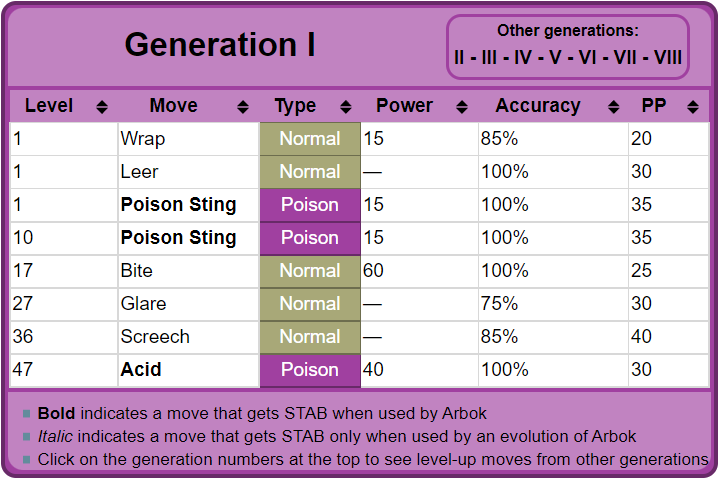 Generation I
Other generations:
II - III - IV - V - VI - VII - VIII
Level Move Type Power Accuracy PP
1 Wrap Normal 15 85% 20
1 Leer Normal — 100% 30
1 Poison Sting Poison 15 100% 35
10 Poison Sting Poison 15 100% 35
17 Bite Normal 60 100% 25
27 Glare Normal — 75% 30
36 Screech Normal — 85% 40
47 Acid Poison 40 100% 30
Bold indicates a move that gets STAB when used by Arbok
Italic indicates a move that gets STAB only when used by an evolution of Arbok
Click on the generation numbers at the top to see level-up moves from other generations